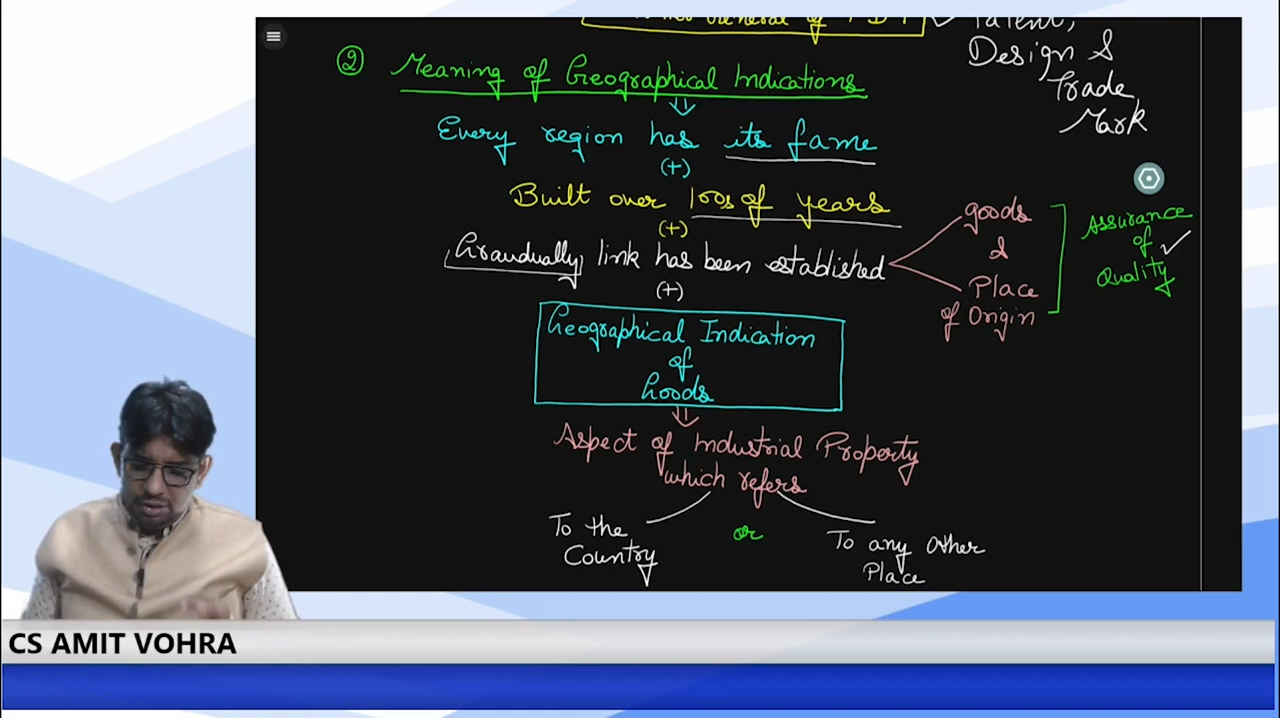 General of P D T
Patent,
Design &
Trade
Mark
② Meaning of Geographical Indications
Every region has its fame
(+)
Built over 100s of years
(+)
Graudually link has been established
goods
&
Place
of Origin
Assurance
of
Quality
(+)
Geographical Indication
of
Goods
Aspect of Industrial Property
which refers
To the
Country
or
To any other
Place
CS AMIT VOHRA